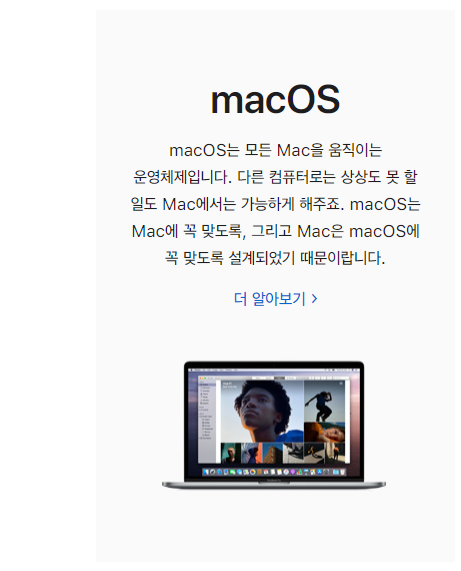 macOS
macOS는 모든 Mac을 움직이는
운영체제입니다. 다른 컴퓨터로는 상상도 못 할
일도 Mac에서는 가능하게 해주죠. macOS는
Mac에 꼭 맞도록, 그리고 Mac은 macOS에
꼭 맞도록 설계되었기 때문이랍니다.
더 알아보기 >